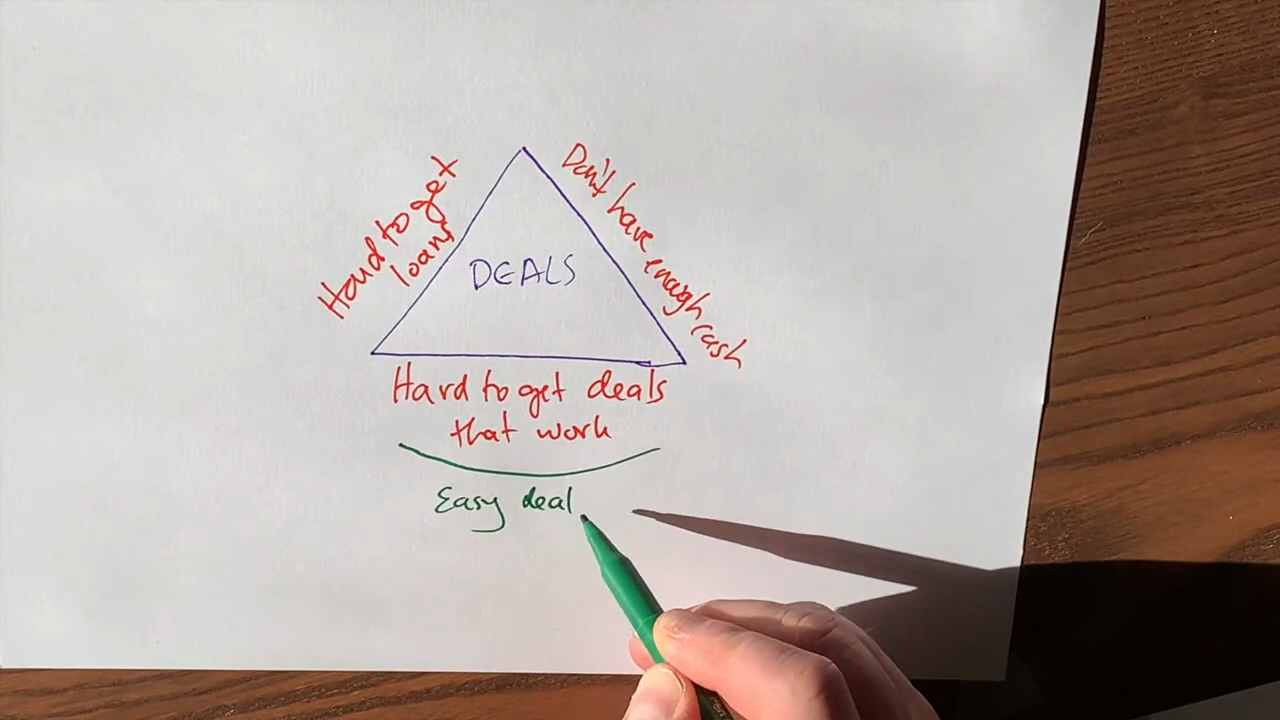 Hard to get
loans
Don't have enough cash
DEALS
Hard to get deals
that work
Easy deal